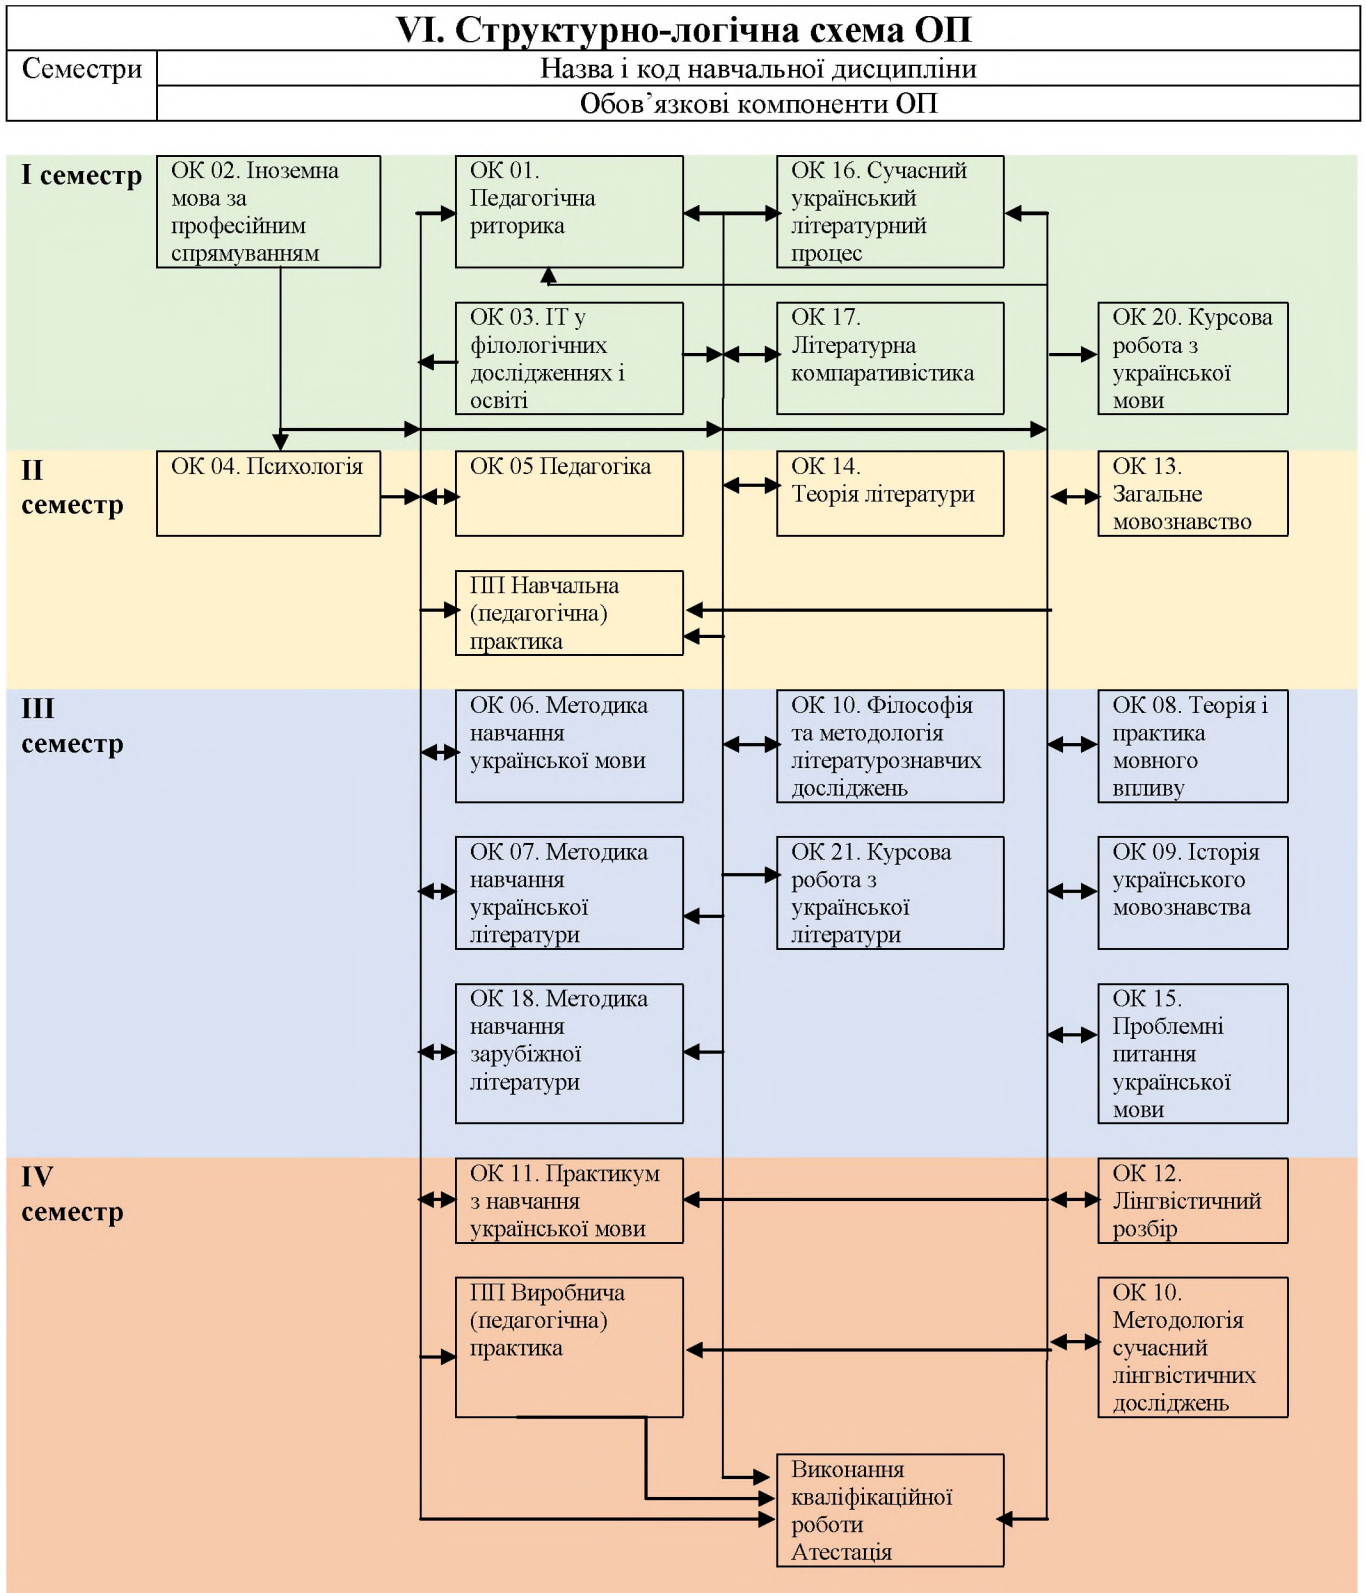 VI. Структурно-логічна схема ОП
Семестри
Назва і код навчальної дисципліни
Обов’язкові компоненти ОП
I семестр
ОК 02. Іноземна
мова за
професійним
спрямуванням
ОК 01.
Педагогічна
риторика
ОК 16. Сучасний
український
літературний
процес
ОК 03. ІТ у
філологічних
дослідженнях і
освіті
ОК 17.
Літературна
компаративістика
ОК 20. Курсова
робота з
української
мови
II
семестр
ОК 04. Психологія
ОК 05 Педагогіка
ОК 14.
Теорія літератури
ОК 13.
Загальне
мовознавство
ПП Навчальна
(педагогічна)
практика
III
семестр
ОК 06. Методика
навчання
української мови
ОК 10. Філософія
та методологія
літературознавчих
досліджень
ОК 08. Теорія і
практика
мовного
впливу
ОК 07. Методика
навчання
української
літератури
ОК 21. Курсова
робота з
української
літератури
ОК 09. Історія
українського
мовознавства
ОК 18. Методика
навчання
зарубіжної
літератури
ОК 15.
Проблемні
питання
української
мови
IV
семестр
ОК 11. Практикум
з навчання
української мови
ОК 12.
Лінгвістичний
розбір
ПП Виробнича
(педагогічна)
практика
ОК 10.
Методологія
сучасний
лінгвістичних
досліджень
Виконання
кваліфікаційної
роботи
Атестація